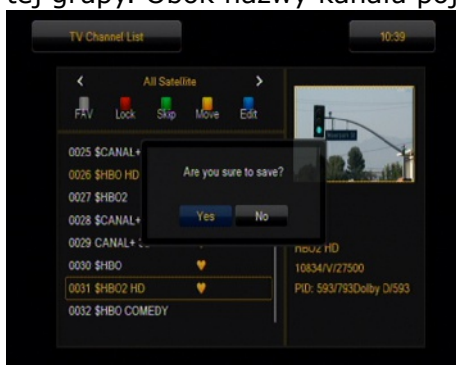 tej grupy. Obok nazwy kanału poj
TV Channel List
10:39
All Satellite
FAV Lock Skip Move Edit
0025 $CANAL+
0026 $HBO HD
0027 $HBO2
0028 $CANAL+
0029 CANAL+
0030 $HBO
0031 $HBO2 HD
0032 $HBO COMEDY
Are you sure to save?
Yes No
HBO2 HD
10834/V/27500
PID: 593/793Dolby D/593